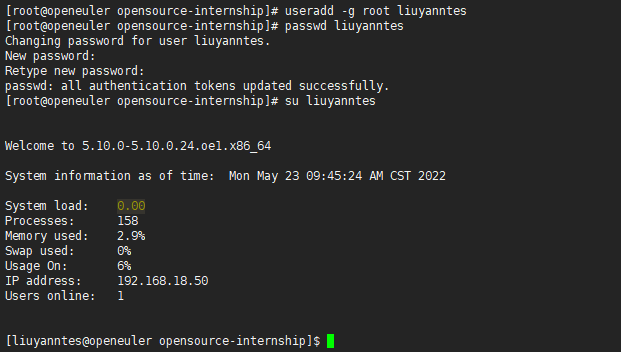 [root@openeuler opensource-internship]# useradd -g root liuyanntes
[root@openeuler opensource-internship]# passwd liuyanntes
Changing password for user liuyanntes.
New password:
Retype new password:
passwd: all authentication tokens updated successfully.
[root@openeuler opensource-internship]# su liuyanntes
Welcome to 5.10.0-5.10.0.24.oe1.x86_64
System information as of time:  Mon May 23 09:45:24 AM CST 2022
System load:    0.00
Processes:      158
Memory used:    2.9%
Swap used:      0%
Usage On:       6%
IP address:     192.168.18.50
Users online:   1
[liuyanntes@openeuler opensource-internship]$